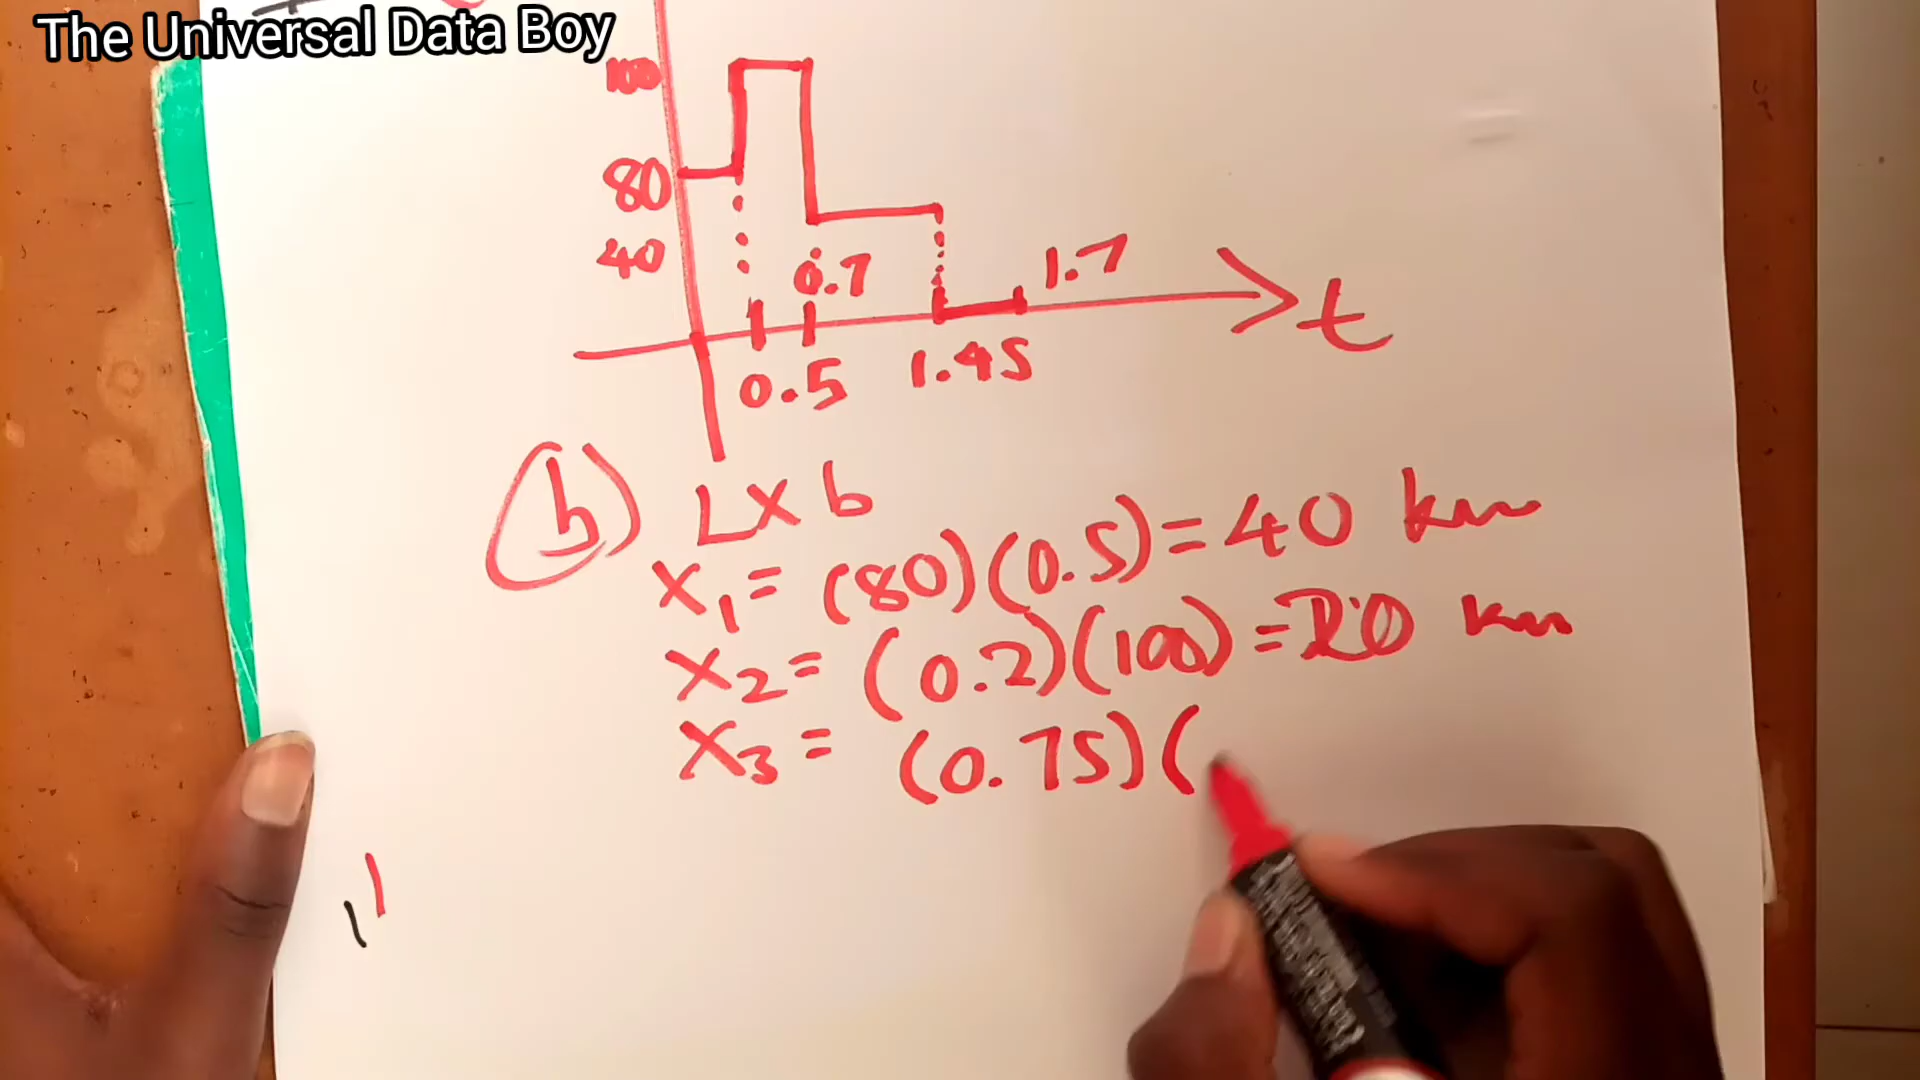 The Universal Data Boy
100
80
40
0.7
1.7
t
0.5
1.45
b) L X b
X1 = (80)(0.5) = 40 km
X2 = (0.2)(100) = 20 km
X3 = (0.75)(